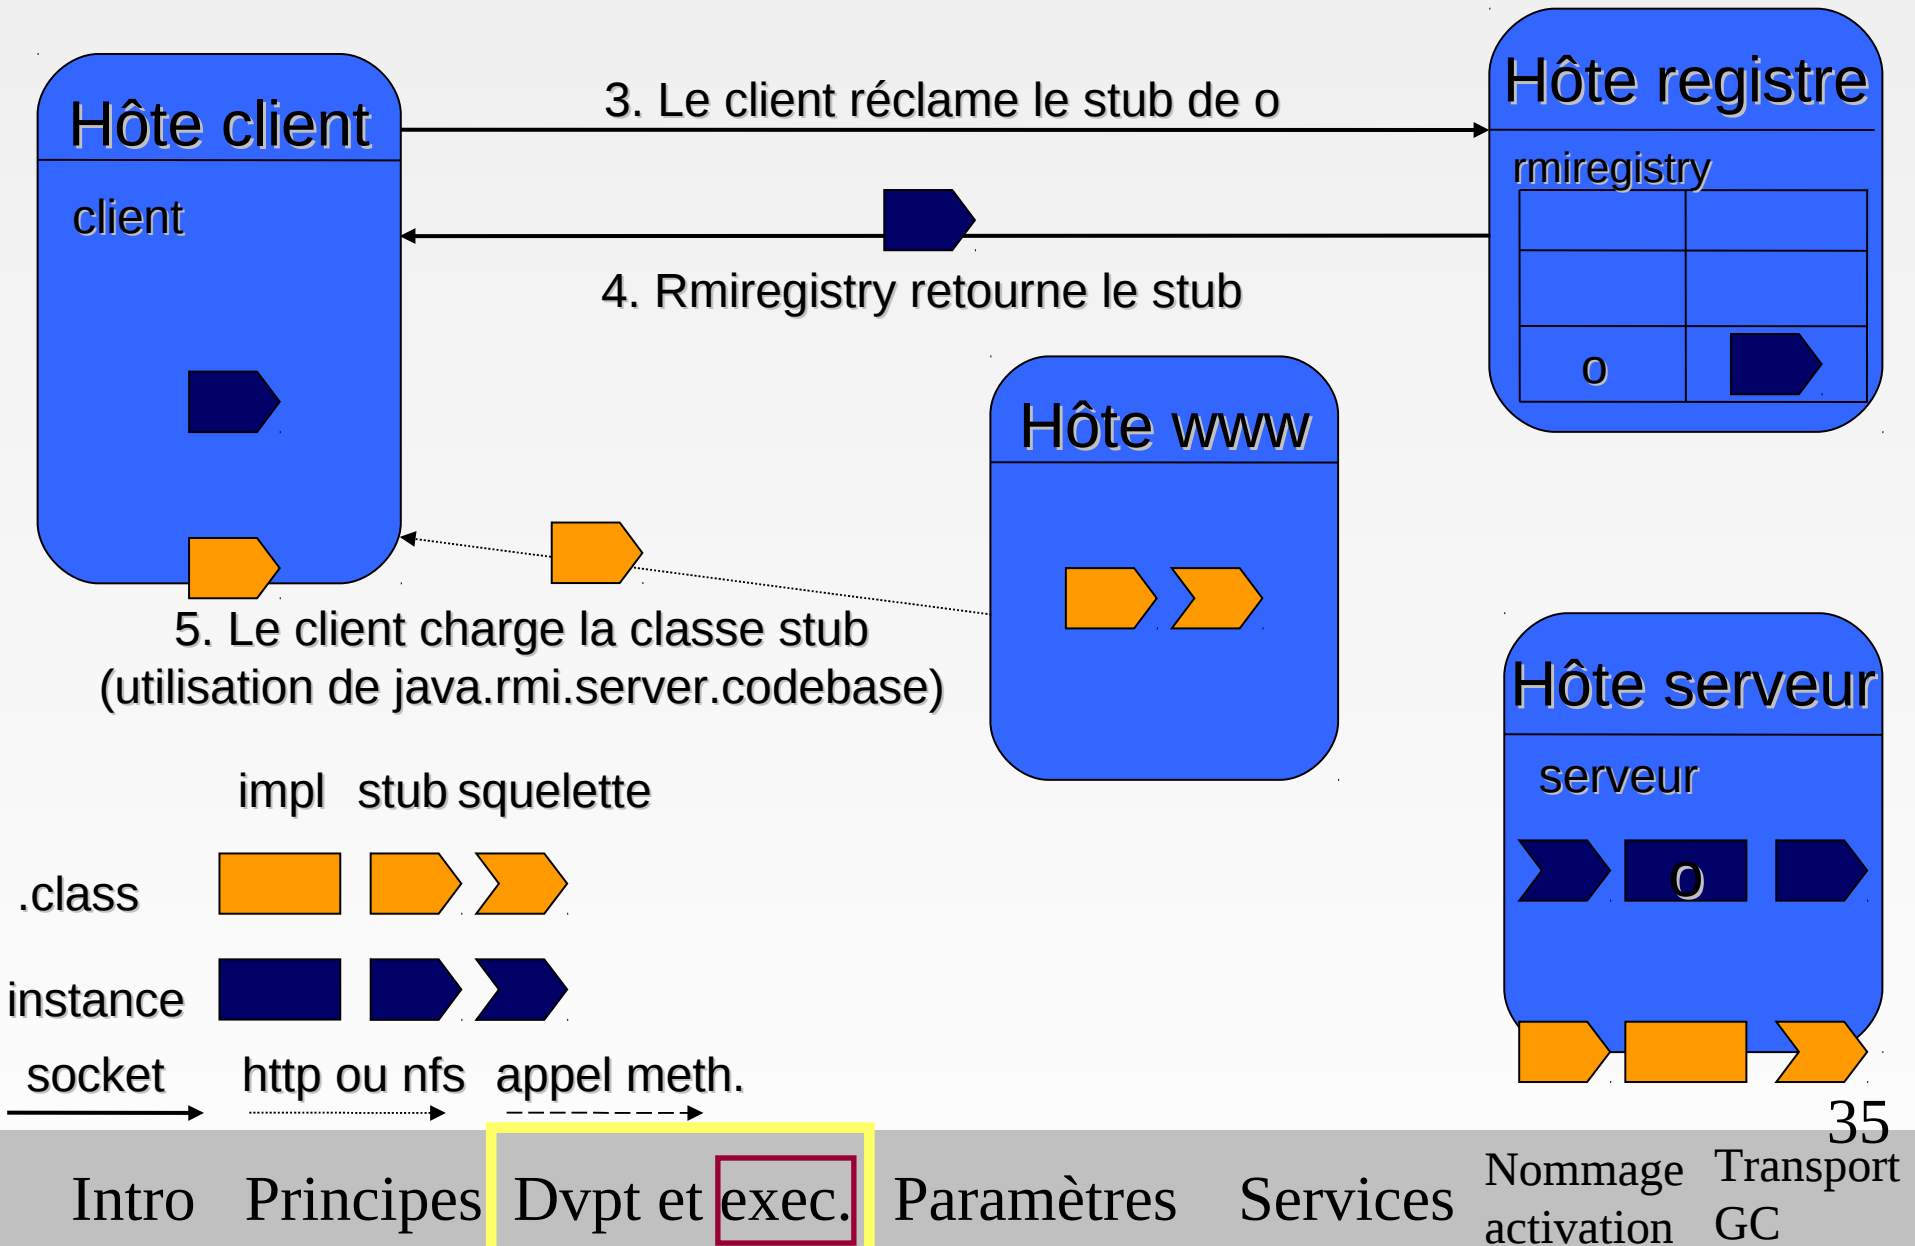 Hôte client
client
3. Le client réclame le stub de o
4. Rmiregistry retourne le stub
Hôte registre
rmiregistry
o
Hôte www
5. Le client charge la classe stub
(utilisation de java.rmi.server.codebase)
Hôte serveur
serveur
o
impl stub squelette
.class
instance
socket http ou nfs appel meth.
35
Intro Principes Dvpt et exec. Paramètres Services
Nommage
activation
Transport
GC